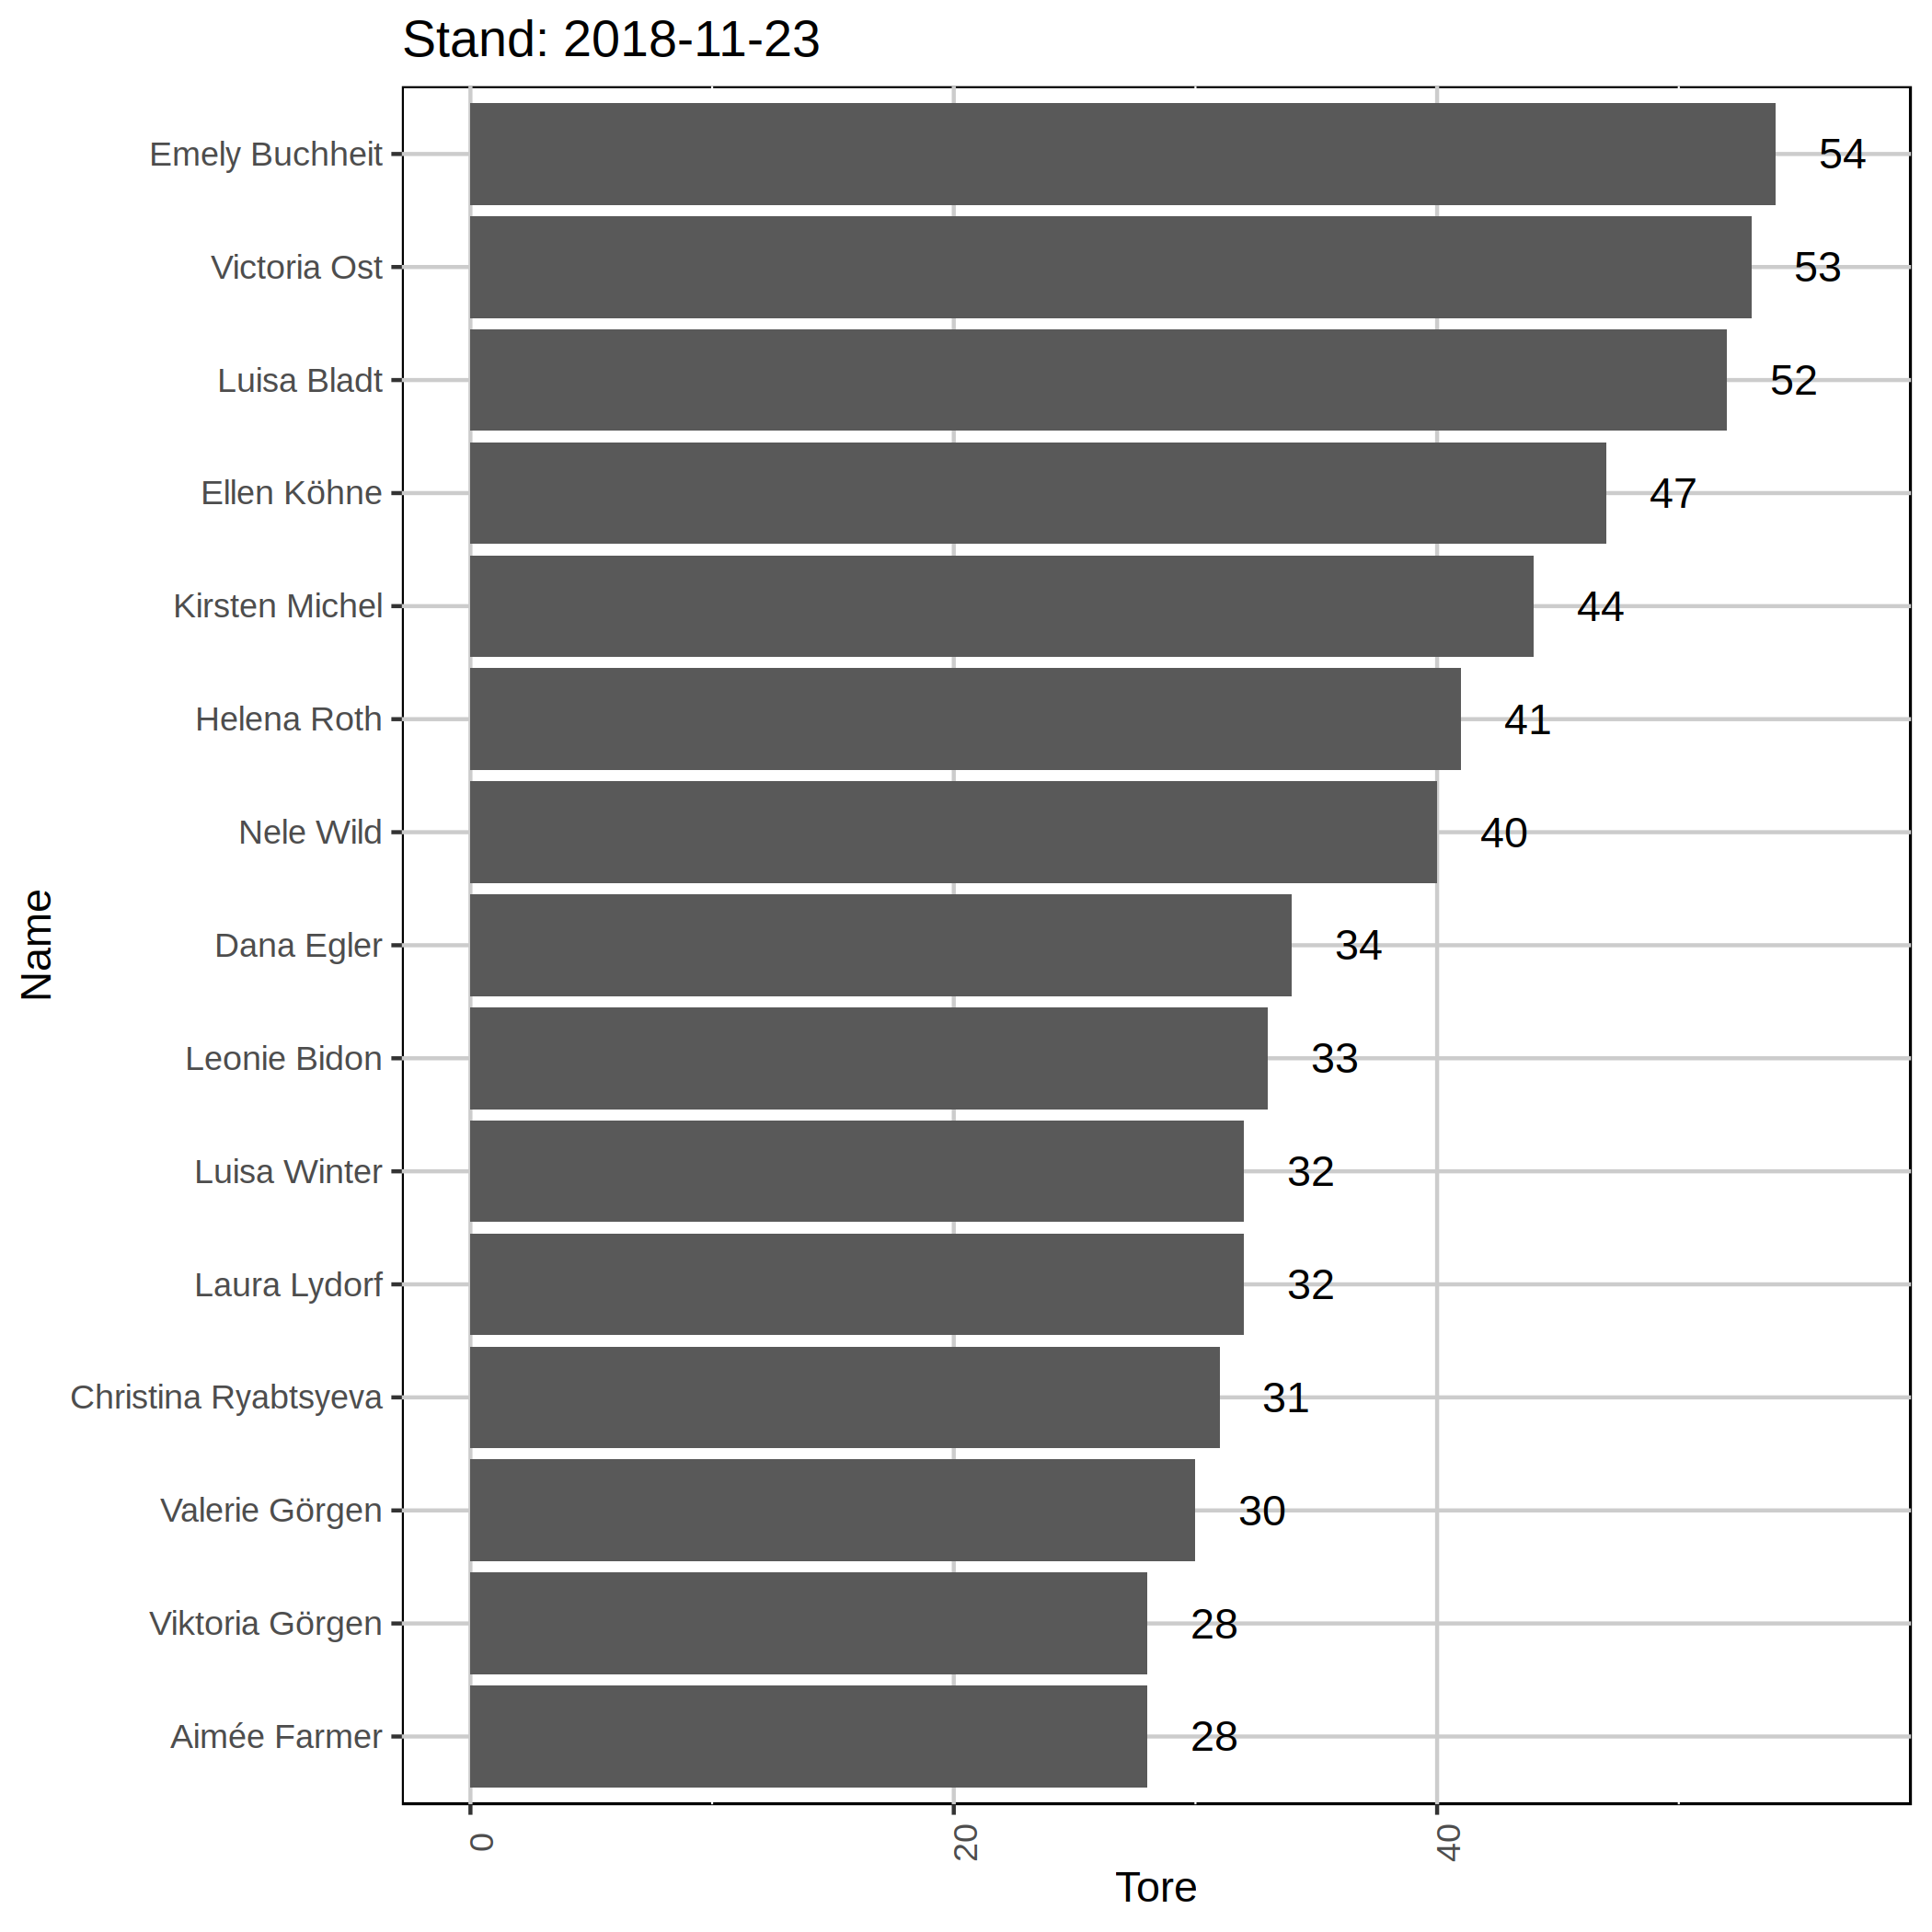 Stand: 2018-11-23
Emely Buchheit 54
Victoria Ost 53
Luisa Bladt 52
Ellen Köhne 47
Kirsten Michel 44
Helena Roth 41
Nele Wild 40
Dana Egler 34
Leonie Bidon 33
Luisa Winter 32
Laura Lydorf 32
Christina Ryabtsyeva 31
Valerie Görgen 30
Viktoria Görgen 28
Aimée Farmer 28
Name
0 20 40
Tore